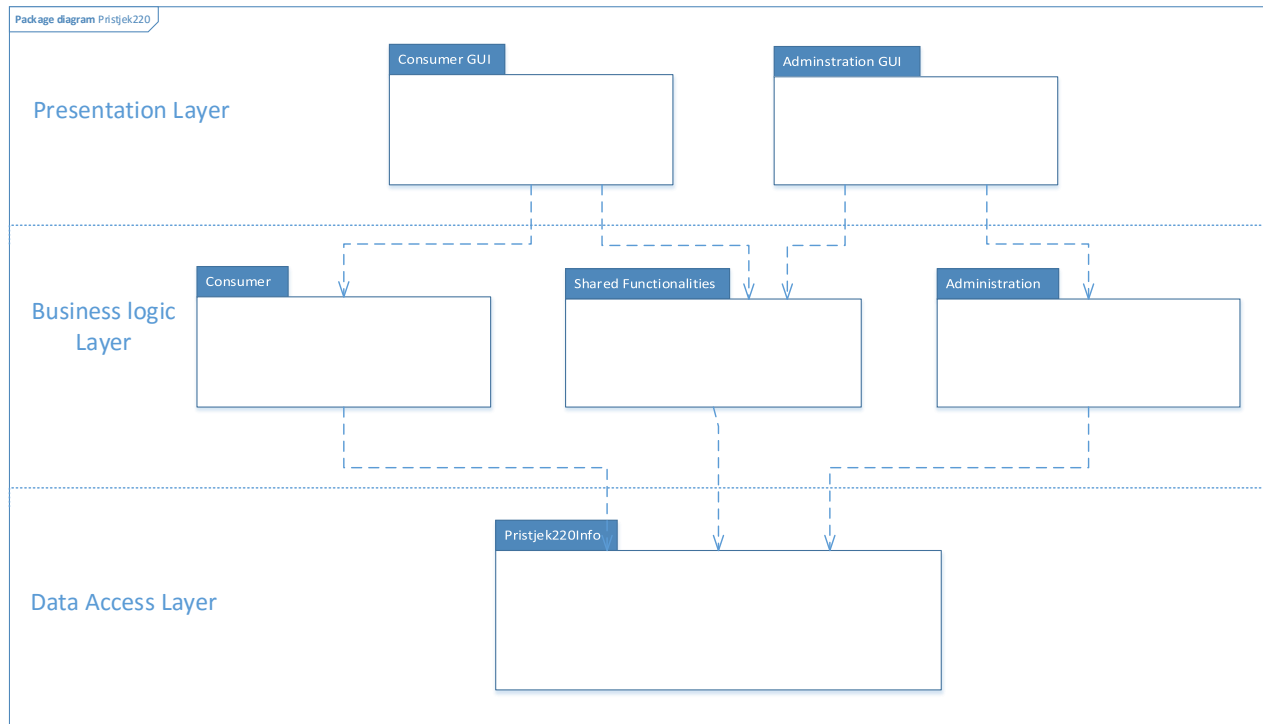 Package diagram Pristjek220
Consumer GUI
Adminstration GUI
Presentation Layer
Consumer
Shared Functionalities
Administration
Business logic
Layer
Pristjek220Info
Data Access Layer